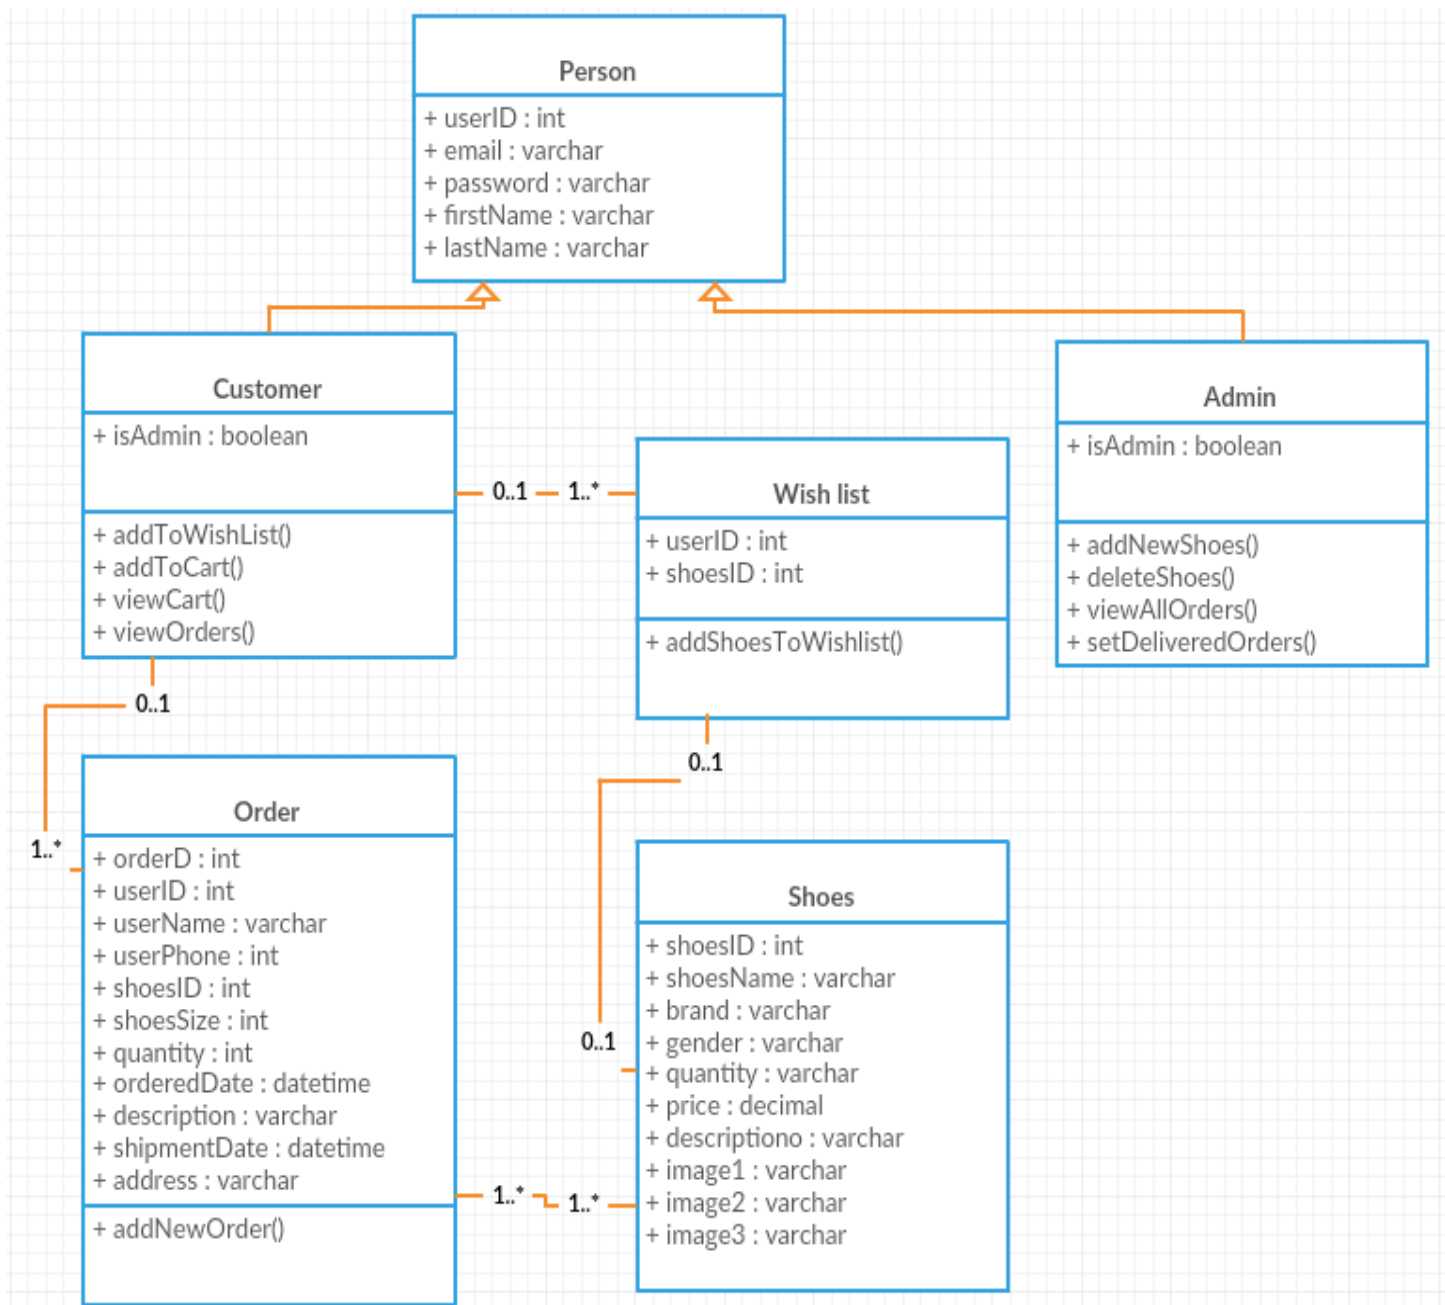 Person
+ userID : int
+ email : varchar
+ password : varchar
+ firstName : varchar
+ lastName : varchar
Customer
+ isAdmin : boolean
+ addToWishList()
+ addToCart()
+ viewCart()
+ viewOrders()
0..1
1..*
Wish list
+ userID : int
+ shoesID : int
+ addShoesToWishlist()
Admin
+ isAdmin : boolean
+ addNewShoes()
+ deleteShoes()
+ viewAllOrders()
+ setDeliveredOrders()
0..1
1..*
0..1
0..1
Order
+ orderD : int
+ userID : int
+ userName : varchar
+ userPhone : int
+ shoesID : int
+ shoesSize : int
+ quantity : int
+ orderedDate : datetime
+ description : varchar
+ shipmentDate : datetime
+ address : varchar
+ addNewOrder()
1..*
1..*
Shoes
+ shoesID : int
+ shoesName : varchar
+ brand : varchar
+ gender : varchar
+ quantity : varchar
+ price : decimal
+ descriptiono : varchar
+ image1 : varchar
+ image2 : varchar
+ image3 : varchar